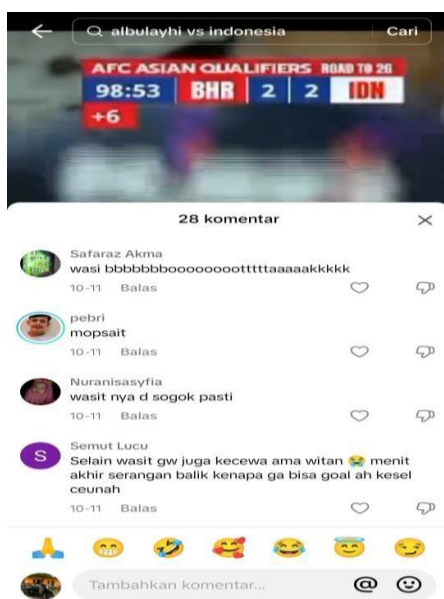 albulayhi vs indonesia Cari
AFC ASIAN QUALIFIERS ROAD TO 26
98:53 BHR 2 2 IDN
+6
28 komentar
Safaraz Akma
wasi bbbbbbboooooooootttttaaaaakkkkk
10-11 Balas
pebri
mopsait
10-11 Balas
Nuranisasyfia
wasit nya d sogok pasti
10-11 Balas
S
Semut Lucu
Selain wasit gw juga kecewa ama witan 😭 menit
akhir serangan balik kenapa ga bisa goal ah kesel
ceunah
10-11 Balas
Tambahkan komentar... @